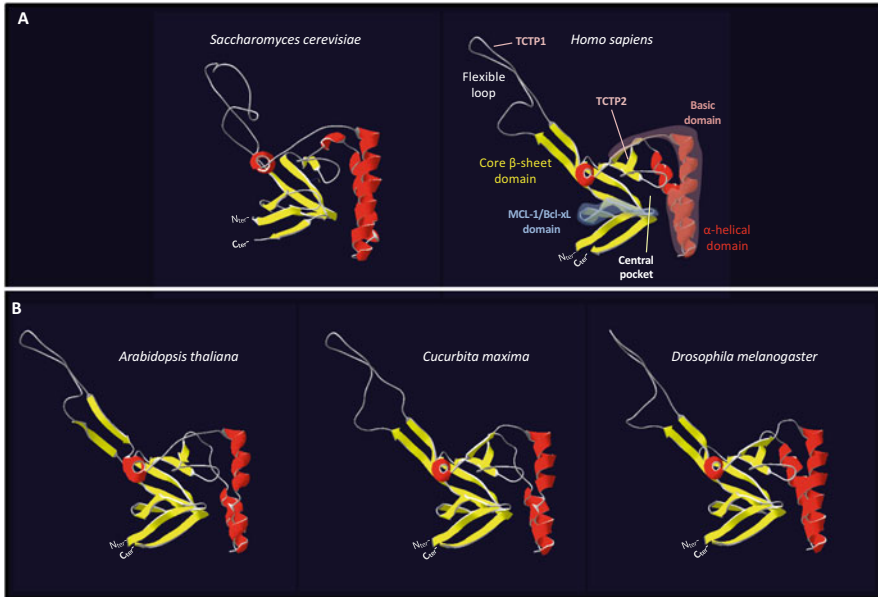 A
Saccharomyces cerevisiae
Nter-
Cter-
Homo sapiens
TCTP1
Flexible
loop
TCTP2
Basic
domain
Core β-sheet
domain
MCL-1/Bcl-xL
domain
α-helical
domain
Central
pocket
Nter-
Cter-
B
Arabidopsis thaliana
Nter-
Cter-
Cucurbita maxima
Nter-
Cter-
Drosophila melanogaster
Nter-
Cter-